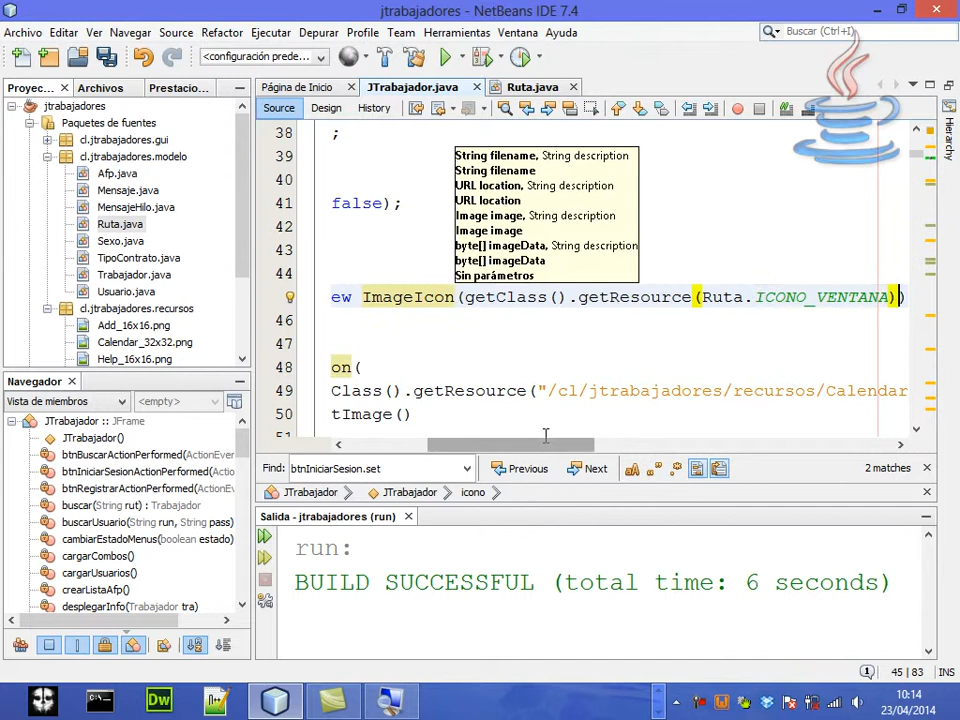 jtrabajadores - NetBeans IDE 7.4
Archivo Editar Ver Navegar Source Refactor Ejecutar Depurar Profile Team Herramientas Ventana Ayuda
Buscar (Ctrl+I)
<configuración pre...
Proyec... Archivos Prestacio...
Página de Inicio JTrabajador.java Ruta.java
Source Design History
jtrabajadores
Paquetes de fuentes
cl.jtrabajadores.gui
cl.jtrabajadores.modelo
Afp.java
Mensaje.java
MensajeHilo.java
Ruta.java
Sexo.java
TipoContrato.java
Trabajador.java
Usuario.java
cl.jtrabajadores.recursos
Add_16x16.png
Calendar_32x32.png
Help_16x16.png
38 ;
39
40
41 false);
42
43
44
ew ImageIcon(getClass().getResource(Ruta.ICONO_VENTANA))
46
47
48 on(
49 Class().getResource("/cl/jtrabajadores/recursos/Calendar
50 tImage()
51
String filename, String description
String filename
URL location, String description
URL location
Image image, String description
Image image
byte[] imageData, String description
byte[] imageData
Sin parámetros
Hierarchy
Find: btnIniciarSesion.set Previous Next 2 matches
JTrabajador JTrabajador icono
Navegador
Vista de miembros <empty>
JTrabajador :: JFrame
JTrabajador()
btnBuscarActionPerformed(ActionEver
btnIniciarSesionActionPerformed(Acti
btnRegistrarActionPerformed(ActionE
buscar(String rut) : Trabajador
buscarUsuario(String run, String pass)
cambiarEstadoMenus(boolean estado)
cargarCombos()
cargarUsuarios()
crearListaAfp()
desplegarInfo(Trabajador tra)
Salida - jtrabajadores (run)
run:
BUILD SUCCESSFUL (total time: 6 seconds)
1 45 | 83 INS
Dw
10:14
23/04/2014